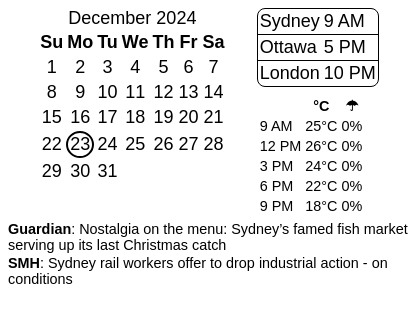 December 2024
Su Mo Tu We Th Fr Sa
1 2 3 4 5 6 7
8 9 10 11 12 13 14
15 16 17 18 19 20 21
22 23 24 25 26 27 28
29 30 31
Sydney 9 AM
Ottawa 5 PM
London 10 PM
°C ☂
9 AM 25°C 0%
12 PM 26°C 0%
3 PM 24°C 0%
6 PM 22°C 0%
9 PM 18°C 0%
Guardian: Nostalgia on the menu: Sydney’s famed fish market
serving up its last Christmas catch
SMH: Sydney rail workers offer to drop industrial action - on
conditions